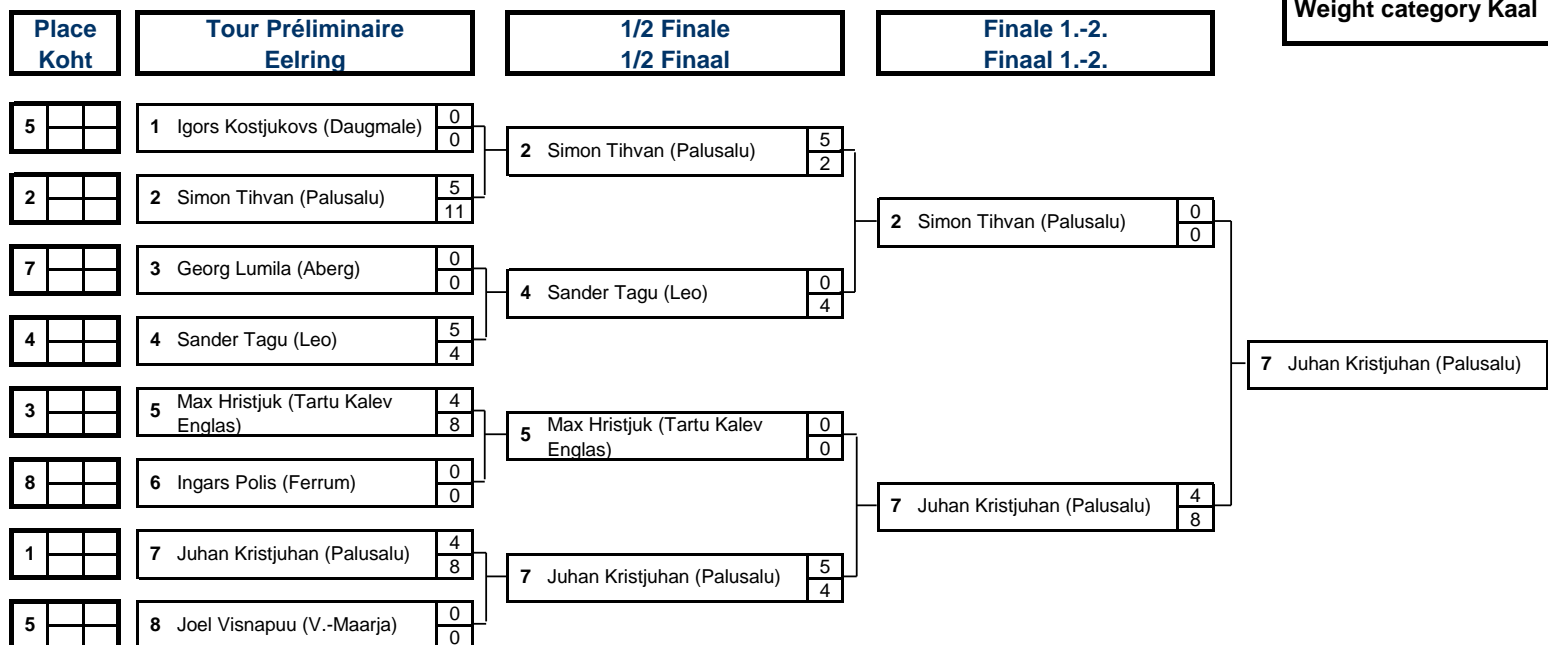 Weight category Kaal
Place
Koht
Tour Préliminaire
Eelring
1/2 Finale
1/2 Finaal
Finale 1.-2.
Finaal 1.-2.
5
1 Igors Kostjukovs (Daugmale) 0
0
2 Simon Tihvan (Palusalu) 5
2
2
2 Simon Tihvan (Palusalu) 5
11
2 Simon Tihvan (Palusalu) 0
0
7
3 Georg Lumila (Aberg) 0
0
4 Sander Tagu (Leo) 0
4
4
4 Sander Tagu (Leo) 5
4
7 Juhan Kristjuhan (Palusalu)
3
5 Max Hristjuk (Tartu Kalev
Englas)
4
8
5 Max Hristjuk (Tartu Kalev
Englas)
0
0
8
6 Ingars Polis (Ferrum) 0
0
7 Juhan Kristjuhan (Palusalu) 4
8
1
7 Juhan Kristjuhan (Palusalu) 4
8
7 Juhan Kristjuhan (Palusalu) 5
4
5
8 Joel Visnapuu (V.-Maarja) 0
0